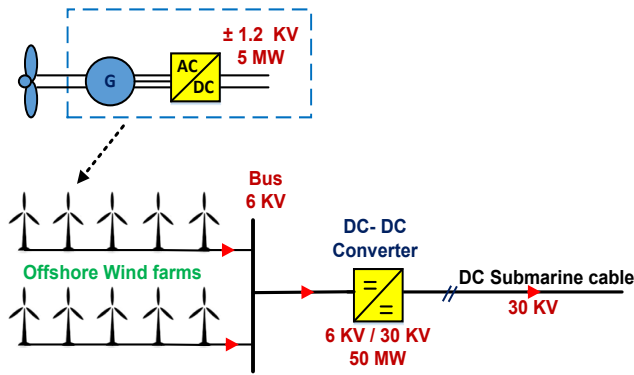 ± 1.2 KV
5 MW
AC
DC
G
Bus
6 KV
DC- DC
Converter
Offshore Wind farms
DC Submarine cable
30 KV
6 KV / 30 KV
50 MW